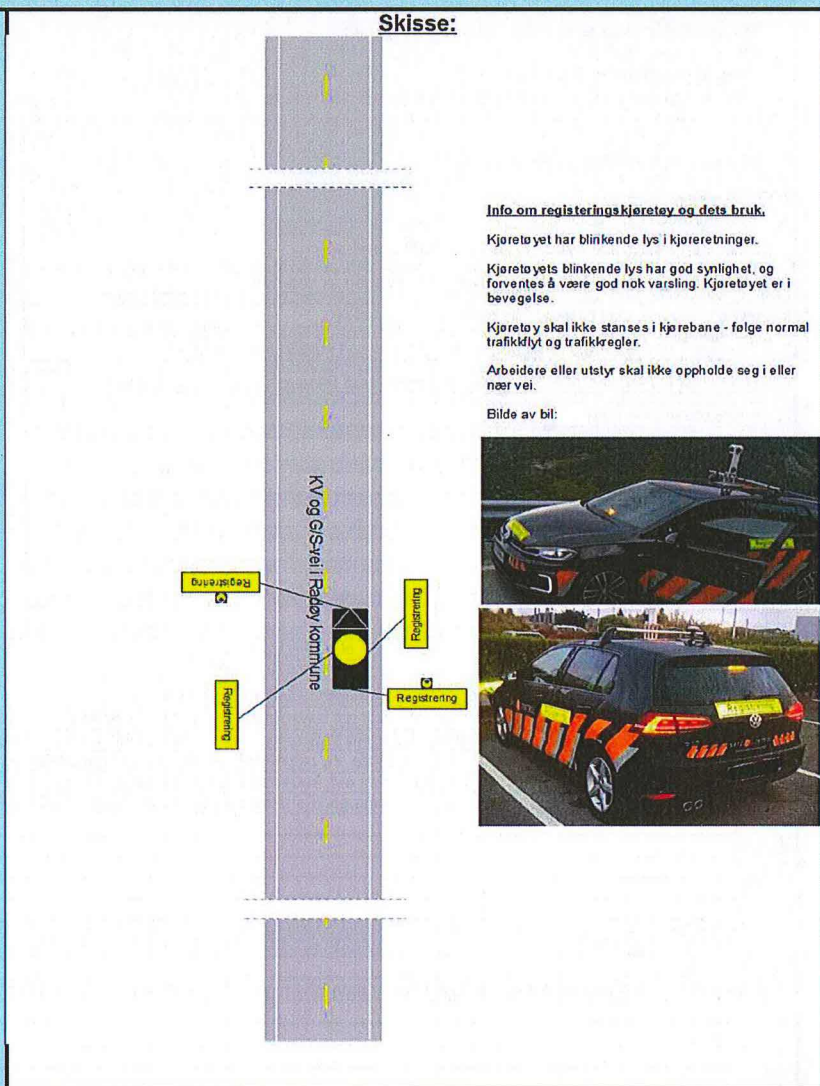 Skisse:
Info om registeringskjøretøy og dets bruk.
Kjøretøyet har blinkende lys i kjøreretninger.
Kjøretøyets blinkende lys har god synlighet, og
forventes å være god nok varsling. Kjøretøyet er i
bevegelse.
Kjøretøy skal ikke stanses i kjørebane - følge normal
trafikkflyt og trafikkregler.
Arbeidere eller utstyr skal ikke oppholde seg i eller
nær vei.
Bilde av bil:
KV og G/S-vei i Radøy kommune
Registrering
Registrering
Registrering
Registrering
Registrering